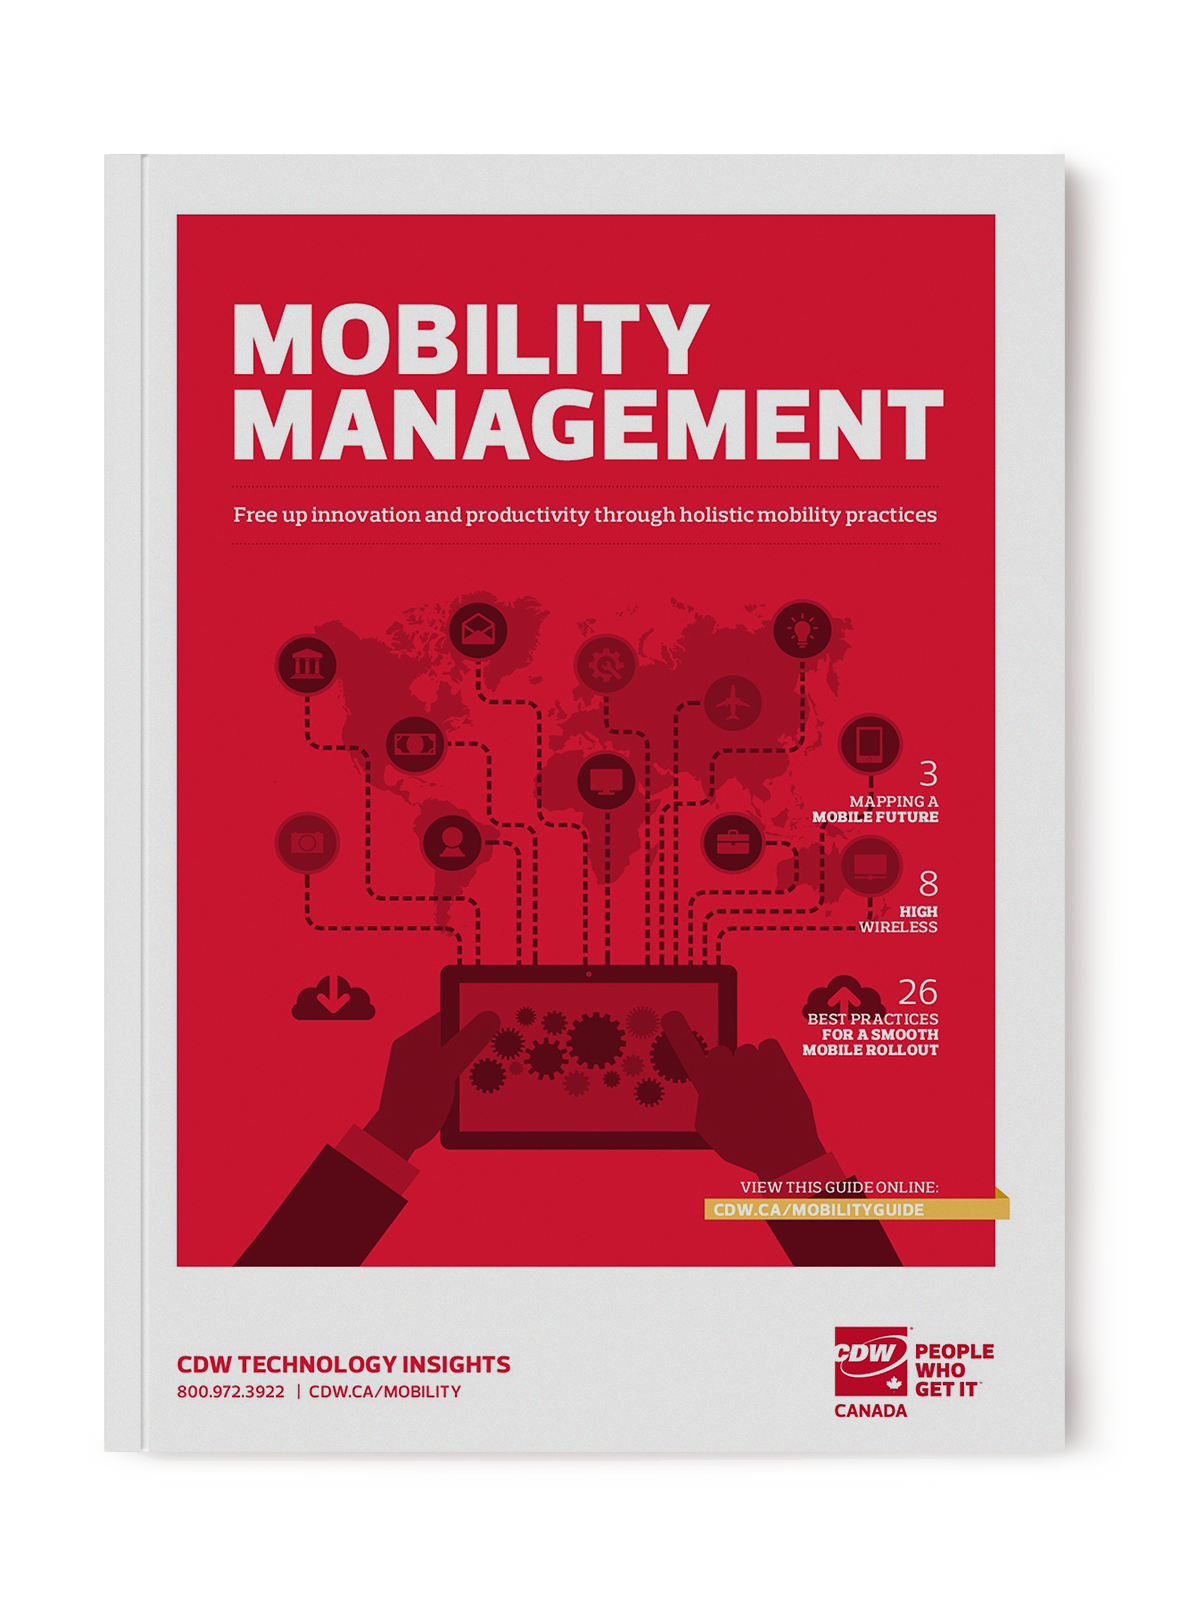 MOBILITY
MANAGEMENT
Free up innovation and productivity through holistic mobility practices
3
MAPPING A
MOBILE FUTURE
8
HIGH
WIRELESS
26
BEST PRACTICES
FOR A SMOOTH
MOBILE ROLLOUT
VIEW THIS GUIDE ONLINE:
CDW.CA/MOBILITYGUIDE
CDW TECHNOLOGY INSIGHTS
800.972.3922 | CDW.CA/MOBILITY
CDW
CANADA
PEOPLE
WHO
GET IT™